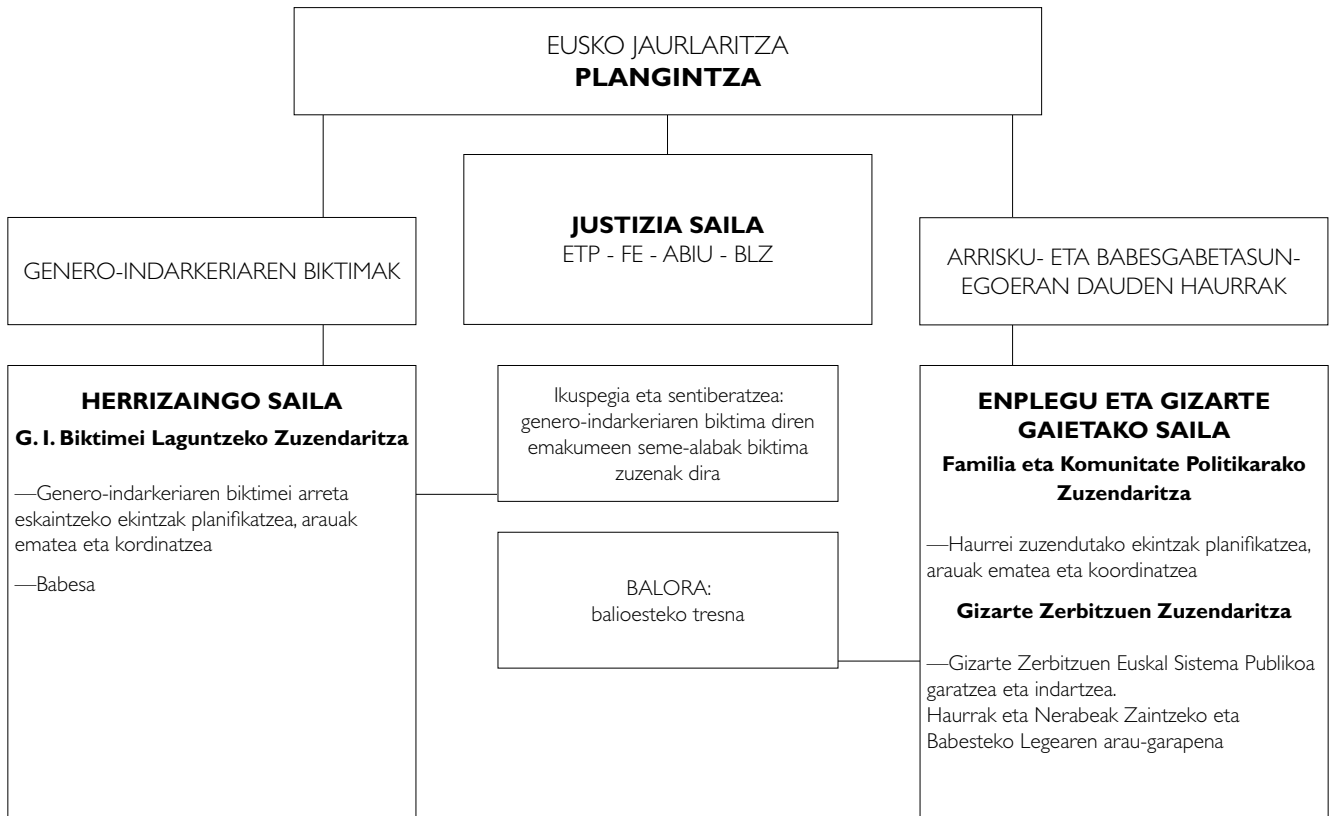 EUSKO JAURLARITZA
PLANGINTZA
JUSTIZIA SAILA
ETP - FE - ABIU - BLZ
GENERO-INDARKERIAREN BIKTIMAK
ARRISKU- ETA BABESGABETASUN-
EGOERAN DAUDEN HAURRAK
HERRIZAINGO SAILA
G. I. Biktimei Laguntzeko Zuzendaritza
—Genero-indarkeriaren biktimei arreta
eskaintzeko ekintzak planifikatzea, arauak
ematea eta kordinatzea
—Babesa
Ikuspegia eta sentiberatzea:
genero-indarkeriaren biktima diren
emakumeen seme-alabak biktima
zuzenak dira
BALORA:
balioesteko tresna
ENPLEGU ETA GIZARTE
GAIETAKO SAILA
Familia eta Komunitate Politikarako
Zuzendaritza
—Haurrei zuzendutako ekintzak planifikatzea,
arauak ematea eta koordinatzea
Gizarte Zerbitzuen Zuzendaritza
—Gizarte Zerbitzuen Euskal Sistema Publikoa
garatzea eta indartzea.
Haurrak eta Nerabeak Zaintzeko eta
Babesteko Legearen arau-garapena